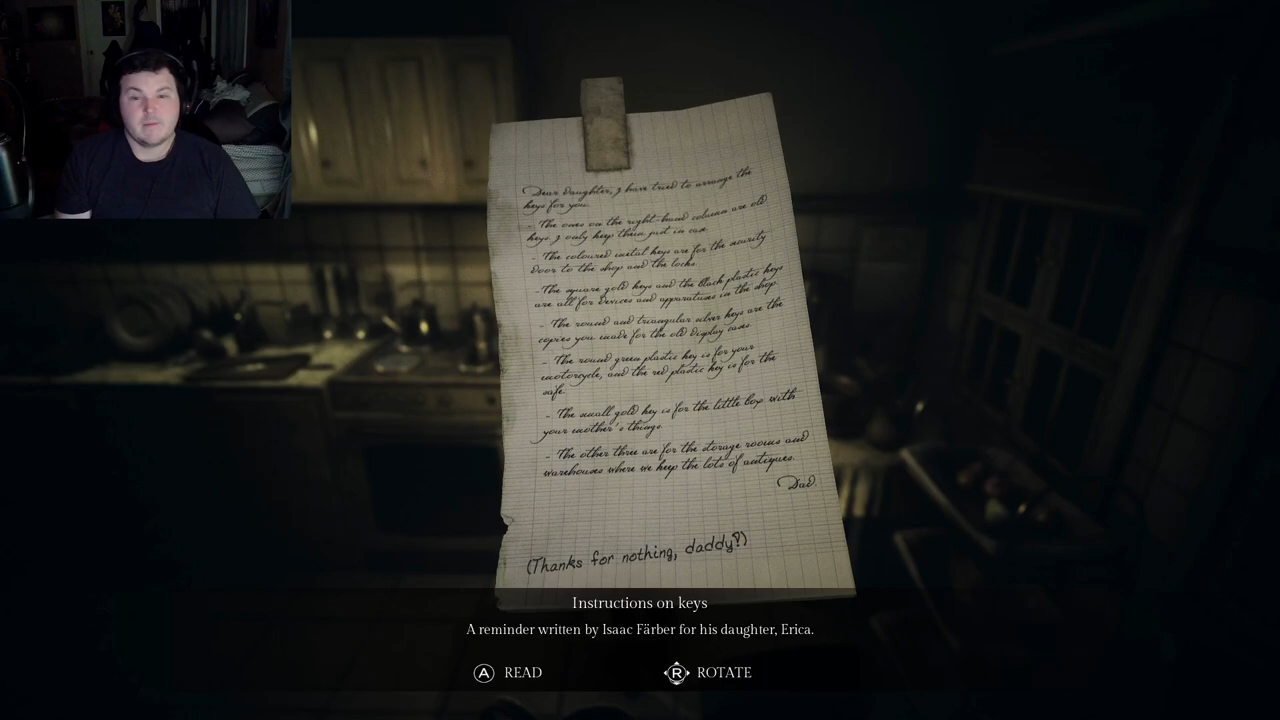 Dear daughter, I have tried to arrange the
keys for you.
- The ones on the right-hand column are old
keys. I only keep them just in case.
- The coloured metal keys are for the security
door to the shop and the locks.
- The square gold keys and the black plastic keys
are all for devices and apparatuses in the shop.
- The round and triangular silver keys are the
copies you made for the old display cases.
- The round green plastic key is for your
motorcycle, and the red plastic key is for the
safe.
- The small gold key is for the little box with
your mother's things.
- The other three are for the storage rooms and
warehouses where we keep the lots of antiques.
Dad.
(Thanks for nothing, daddy!)
Instructions on keys
A reminder written by Isaac Färber for his daughter, Erica.
A READ
R ROTATE